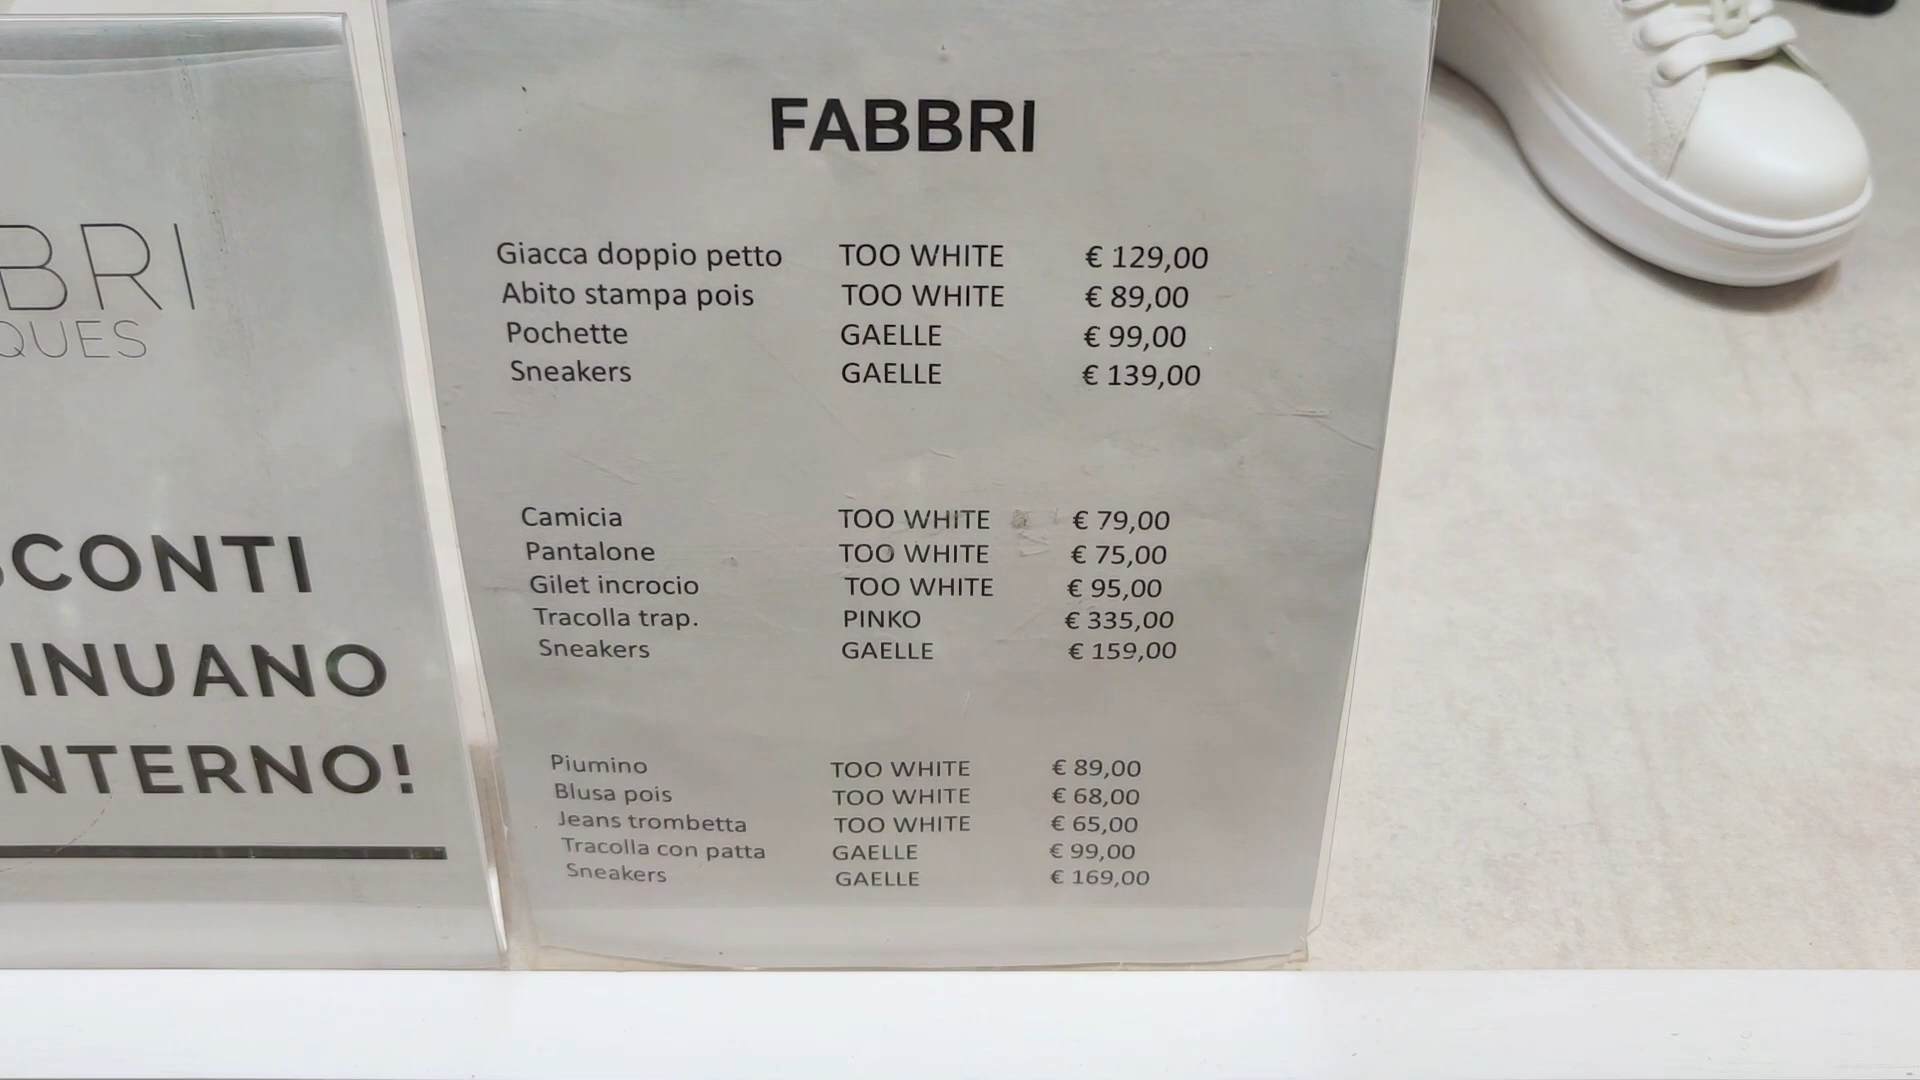 BRI
QUES
SCONTI
INUANO
NTERNO!
FABBRI
Giacca doppio petto TOO WHITE € 129,00
Abito stampa pois TOO WHITE € 89,00
Pochette GAELLE € 99,00
Sneakers GAELLE € 139,00
Camicia TOO WHITE € 79,00
Pantalone TOO WHITE € 75,00
Gilet incrocio TOO WHITE € 95,00
Tracolla trap. PINKO € 335,00
Sneakers GAELLE € 159,00
Piumino TOO WHITE € 89,00
Blusa pois TOO WHITE € 68,00
Jeans trombetta TOO WHITE € 65,00
Tracolla con patta GAELLE € 99,00
Sneakers GAELLE € 169,00